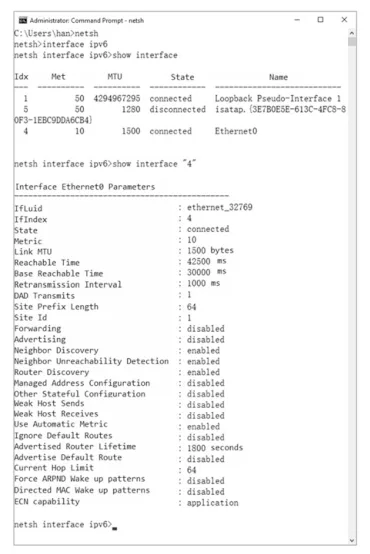 Administrator: Command Prompt - netsh
C:\Users\han>netsh
netsh>interface ipv6
netsh interface ipv6>show interface
Idx Met MTU State Name
--- ---------- ---------- ------------ ---------------------------
1 50 4294967295 connected Loopback Pseudo-Interface 1
5 50 1280 disconnected isatap.{3E7B0E5E-613C-4FC8-8
0F3-1EBC9DDA6CB4}
4 10 1500 connected Ethernet0
netsh interface ipv6>show interface "4"
Interface Ethernet0 Parameters
----------------------------------------------
IfLuid : ethernet_32769
IfIndex : 4
State : connected
Metric : 10
Link MTU : 1500 bytes
Reachable Time : 42500 ms
Base Reachable Time : 30000 ms
Retransmission Interval : 1000 ms
DAD Transmits : 1
Site Prefix Length : 64
Site Id : 1
Forwarding : disabled
Advertising : disabled
Neighbor Discovery : enabled
Neighbor Unreachability Detection : enabled
Router Discovery : enabled
Managed Address Configuration : disabled
Other Stateful Configuration : disabled
Weak Host Sends : disabled
Weak Host Receives : disabled
Use Automatic Metric : enabled
Ignore Default Routes : disabled
Advertised Router Lifetime : 1800 seconds
Advertise Default Route : disabled
Current Hop Limit : 64
Force ARPND Wake up patterns : disabled
Directed MAC Wake up patterns : disabled
ECN capability : application
netsh interface ipv6>